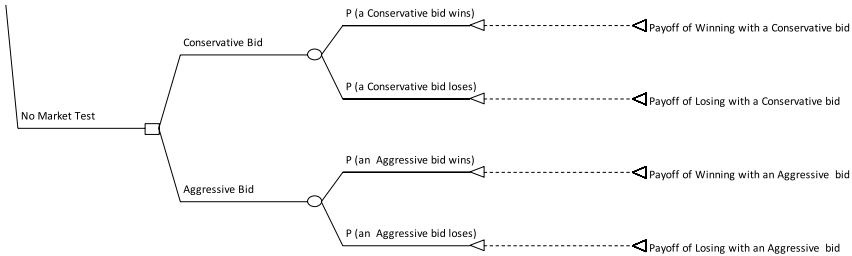 P (a Conservative bid wins)
Payoff of Winning with a Conservative bid
Conservative Bid
P (a Conservative bid loses)
Payoff of Losing with a Conservative bid
No Market Test
P (an  Aggressive bid wins)
Payoff of Winning with an Aggressive  bid
Aggressive Bid
P (an  Aggressive bid loses)
Payoff of Losing with an Aggressive  bid